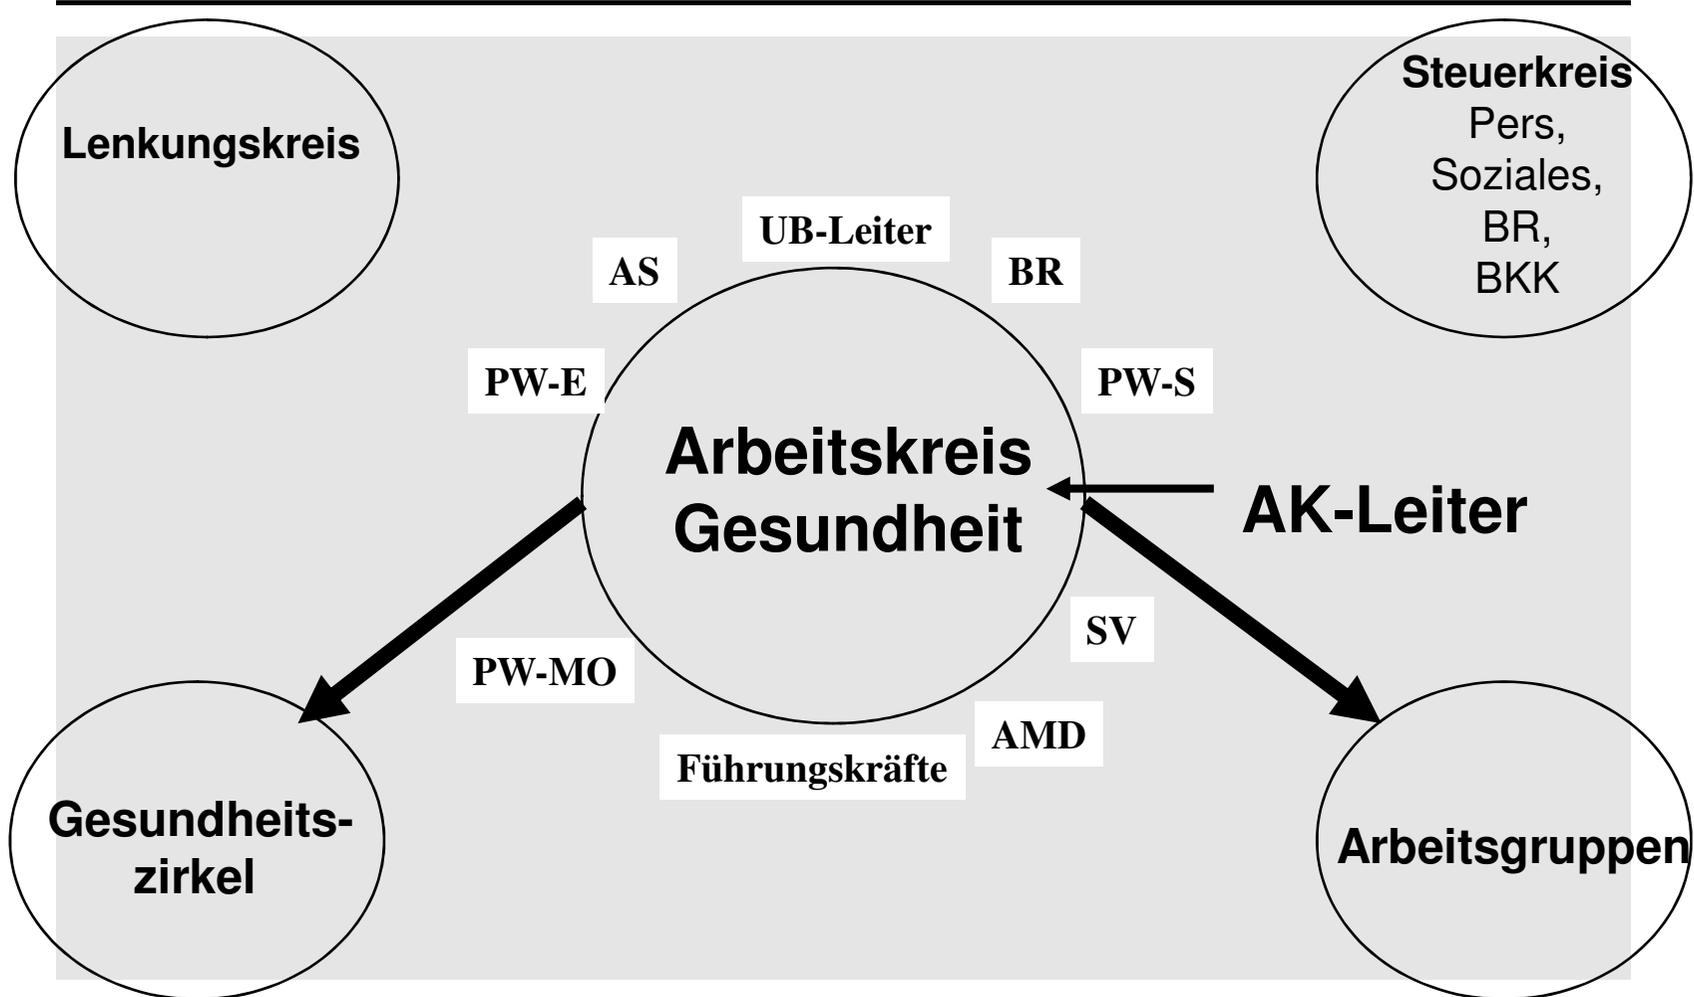 Lenkungskreis
Steuerkreis
Pers,
Soziales,
BR,
BKK
UB-Leiter
AS
BR
PW-E
PW-S
Arbeitskreis
Gesundheit
AK-Leiter
SV
PW-MO
AMD
Führungskräfte
Gesundheits-
zirkel
Arbeitsgruppen